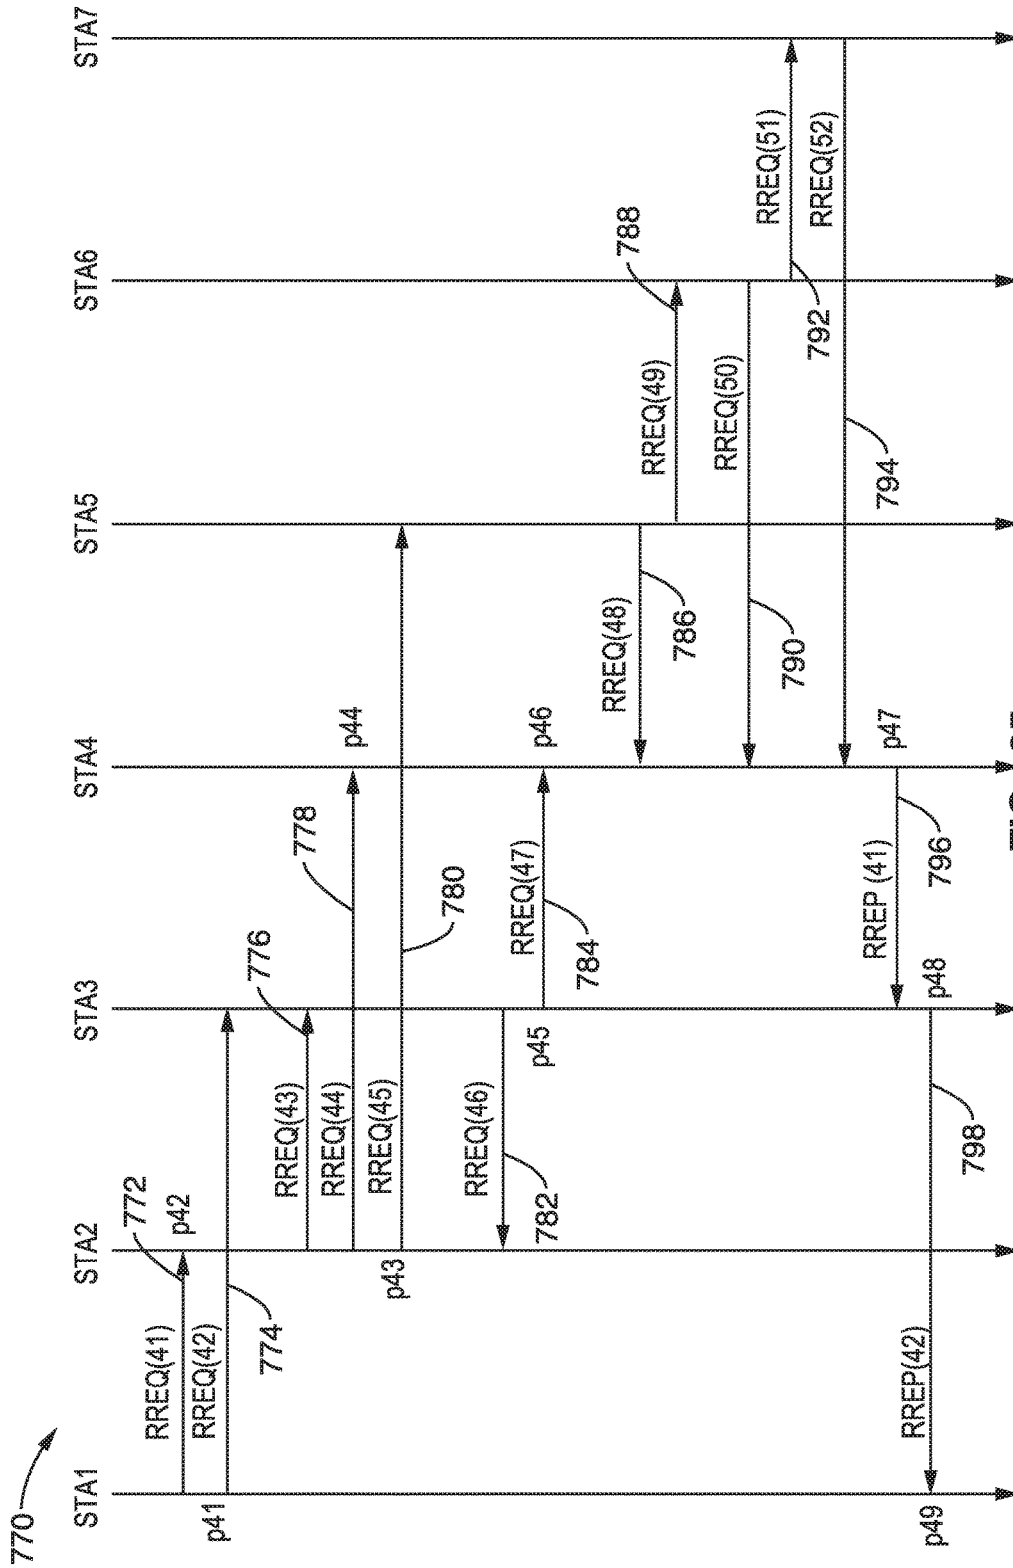 770
STA1
STA2
STA3
STA4
STA5
STA6
STA7
RREQ(41)
772
p42
p41
RREQ(42)
774
RREQ(43)
776
RREQ(44)
778
p44
p43
RREQ(45)
780
RREQ(46)
782
p45
RREQ(47)
784
p46
RREQ(48)
786
RREQ(49)
788
RREQ(50)
790
RREQ(51)
792
RREQ(52)
794
p47
RREP (41)
796
p48
RREP(42)
798
p49